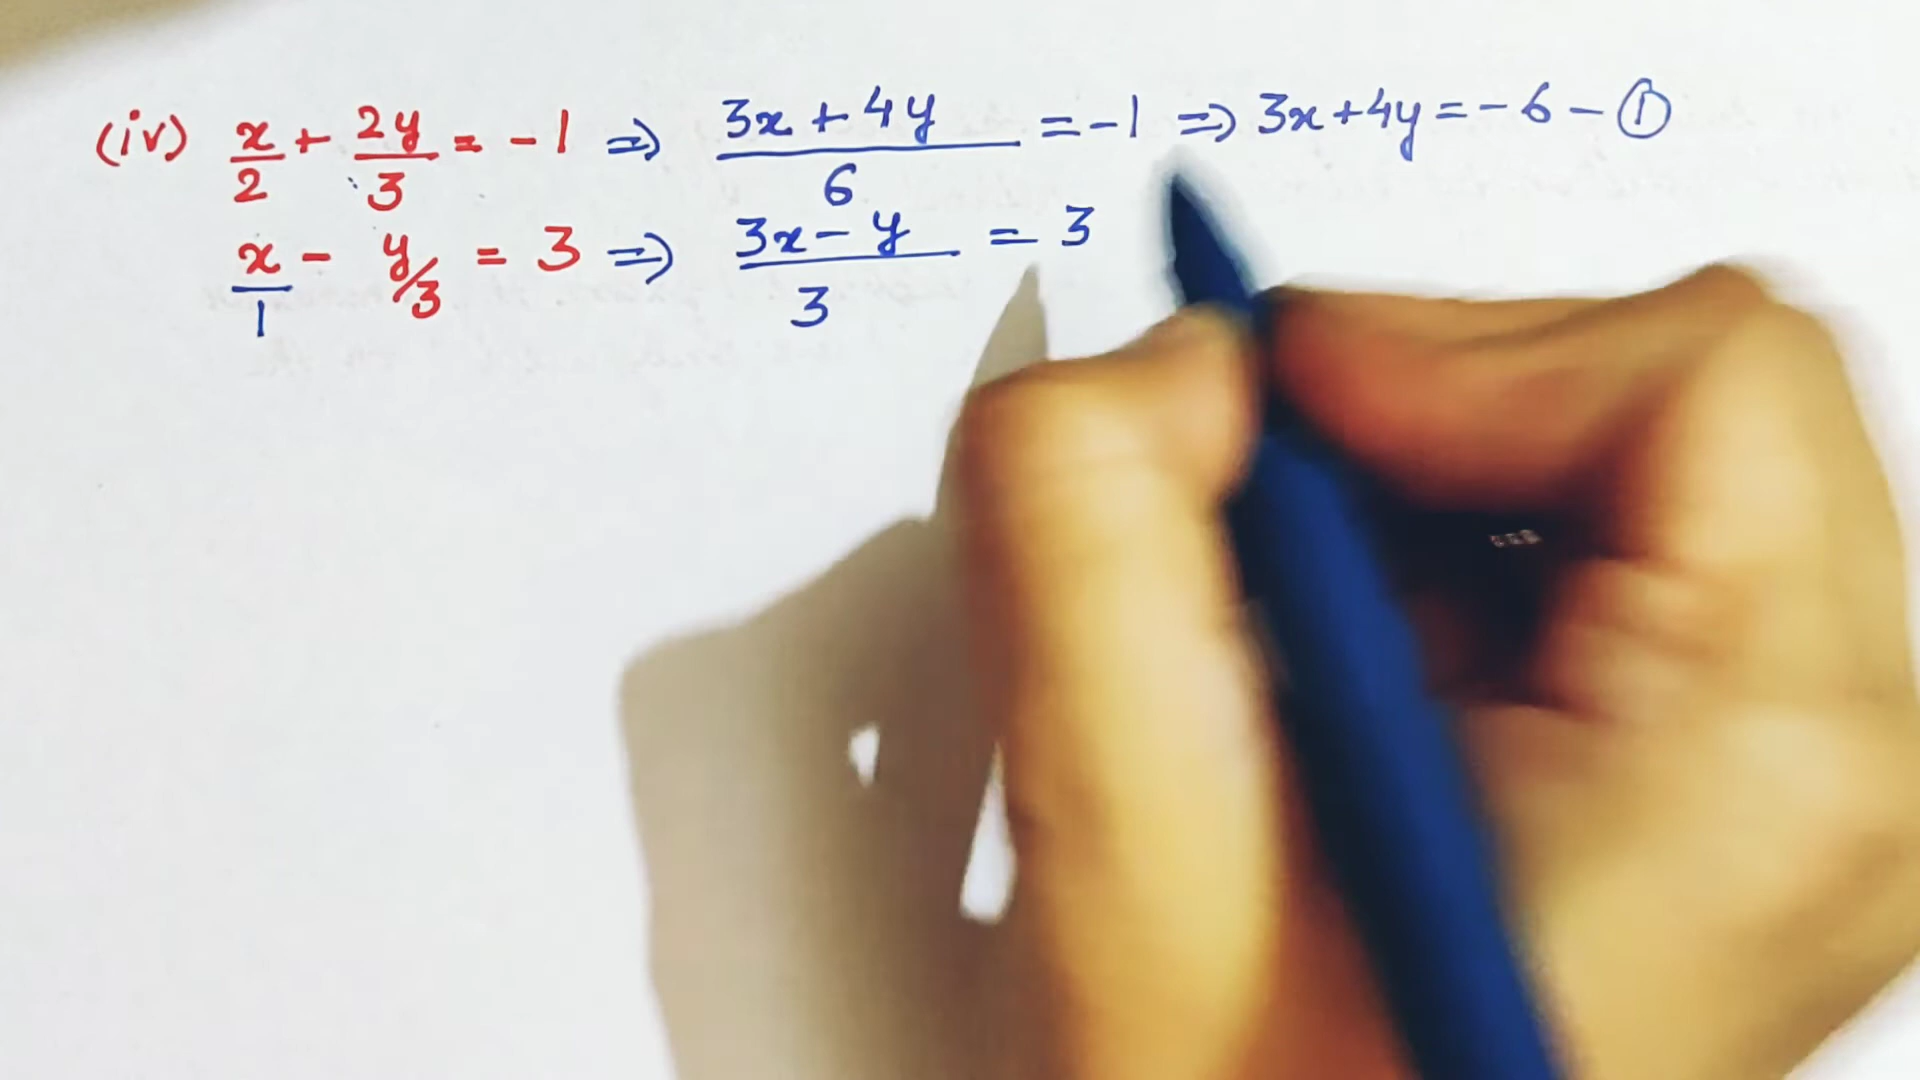 (iv) x/2 + 2y/3 = -1 ⇒ 3x + 4y/6 = -1 ⇒ 3x + 4y = -6 - ①
x/1 - y/3 = 3 ⇒ 3x - y/3 = 3